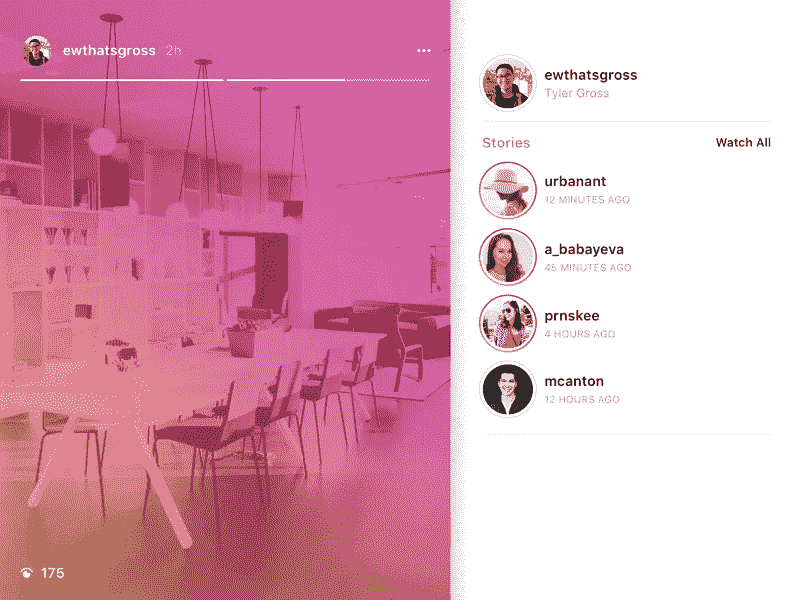 ewthatsgross 2h
175
ewthatsgross
Tyler Gross
Stories Watch All
urbanant
12 MINUTES AGO
a_babayeva
45 MINUTES AGO
prnskee
4 HOURS AGO
mcanton
12 HOURS AGO